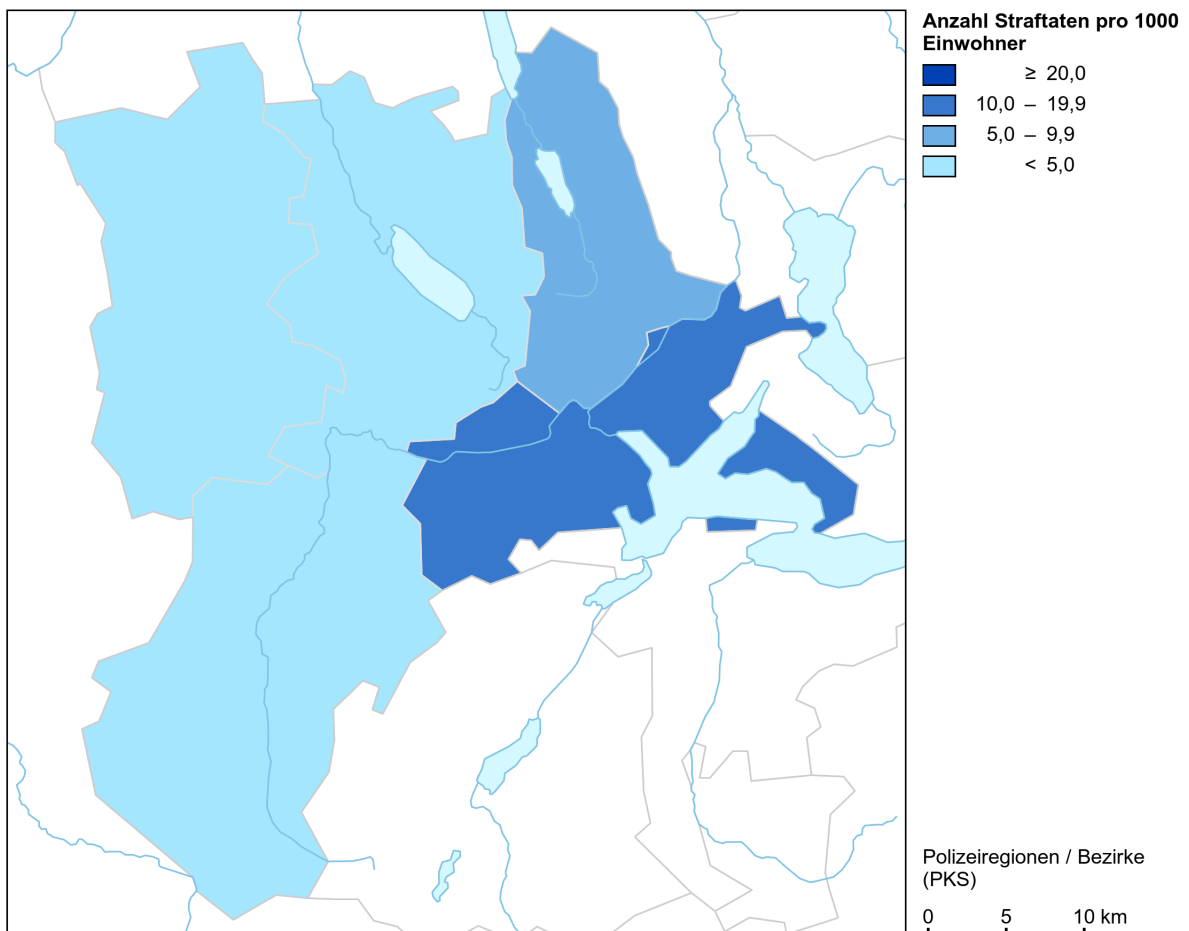 Anzahl Straftaten pro 1000
Einwohner
≥ 20,0
10,0 – 19,9
5,0 – 9,9
< 5,0
Polizeiregionen / Bezirke
(PKS)
0 5 10 km